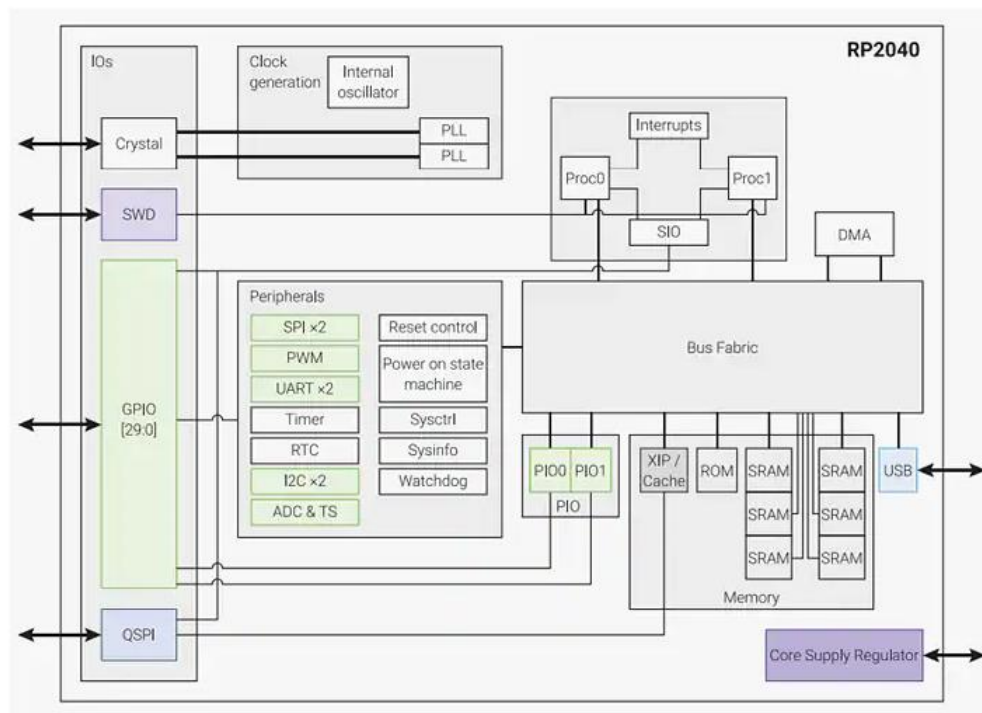 RP2040
IOs
Clock
generation
Internal
oscillator
Crystal
PLL
PLL
Interrupts
Proc0
Proc1
SWD
SIO
DMA
Peripherals
SPI ×2
Reset control
PWM
Power on state
machine
UART ×2
Bus Fabric
GPIO
[29:0]
Timer
Sysctrl
RTC
Sysinfo
I2C ×2
Watchdog
ADC & TS
PIO0
PIO1
PIO
XIP /
Cache
ROM
SRAM
SRAM
USB
SRAM
SRAM
SRAM
SRAM
Memory
QSPI
Core Supply Regulator